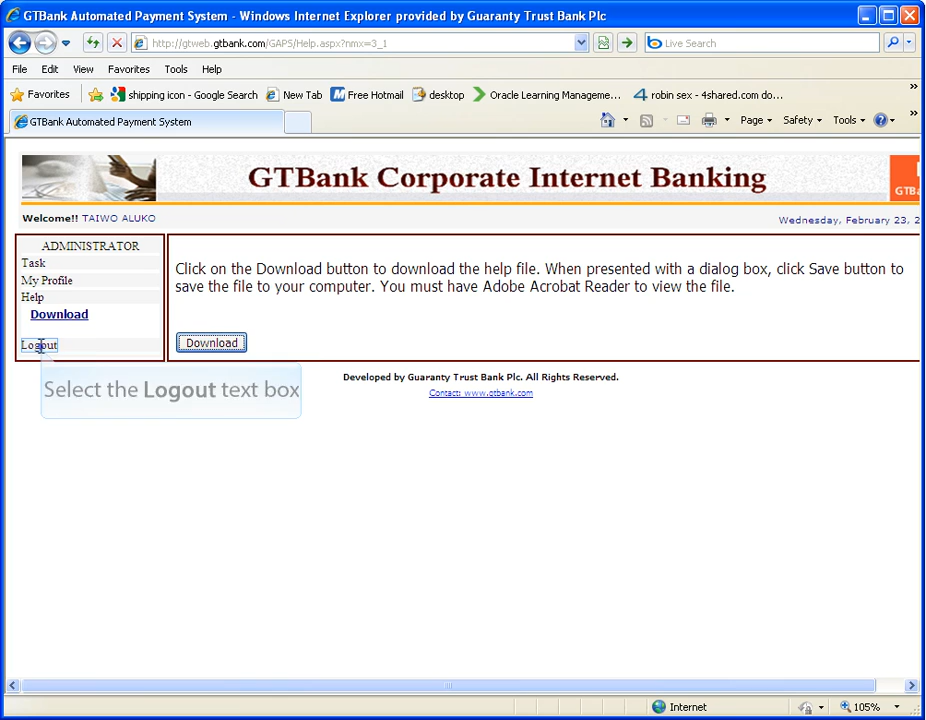 GTBank Automated Payment System - Windows Internet Explorer provided by Guaranty Trust Bank Plc
http://gtweb.gtbank.com/GAPS/Help.aspx?nmx=3_1
Live Search
File Edit View Favorites Tools Help
Favorites shipping icon - Google Search New Tab Free Hotmail desktop Oracle Learning Manageme... robin sex - 4shared.com do...
GTBank Automated Payment System
Page Safety Tools
GTBank Corporate Internet Banking
GTB
Welcome!! TAIWO ALUKO
Wednesday, February 23, 2
ADMINISTRATOR
Task
My Profile
Help
Download
Logout
Click on the Download button to download the help file. When presented with a dialog box, click Save button to
save the file to your computer. You must have Adobe Acrobat Reader to view the file.
Download
Select the Logout text box
Developed by Guaranty Trust Bank Plc. All Rights Reserved.
Contact: www.gtbank.com
Internet
105%